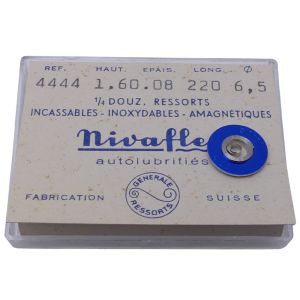 REF. HAUT. EPAIS. LONG. Ø
4444 1.60.08 220 6,5
¼ DOUZ. RESSORTS
INCASSABLES - INOXYDABLES - AMAGNÉTIQUES
nivafle
autolubrifiés
FABRICATION
GENERALE RESSORTS
SUISSE